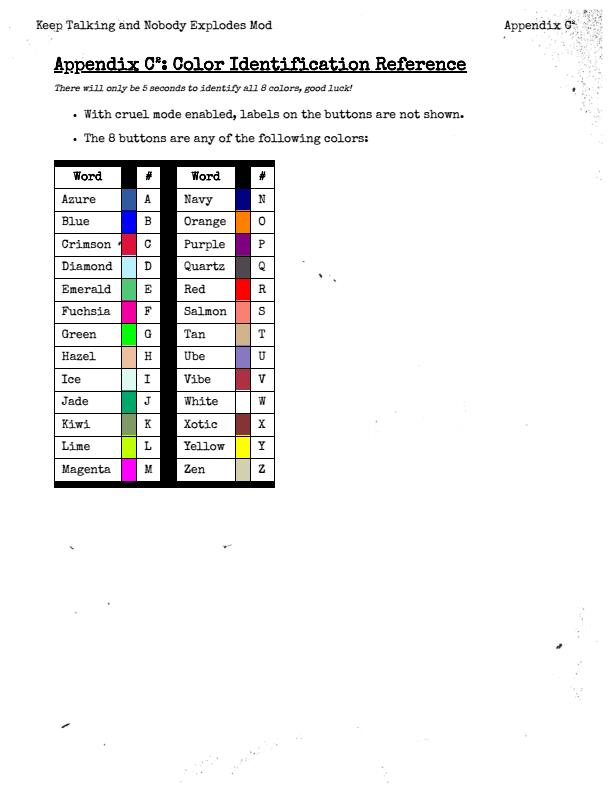 Keep Talking and Nobody Explodes Mod Appendix C²
Appendix C²: Color Identification Reference
There will only be 5 seconds to identify all 8 colors, good luck!
• With cruel mode enabled, labels on the buttons are not shown.
• The 8 buttons are any of the following colors:
Word # Word #
Azure A Navy N
Blue B Orange O
Crimson C Purple P
Diamond D Quartz Q
Emerald E Red R
Fuchsia F Salmon S
Green G Tan T
Hazel H Ube U
Ice I Vibe V
Jade J White W
Kiwi K Xotic X
Lime L Yellow Y
Magenta M Zen Z